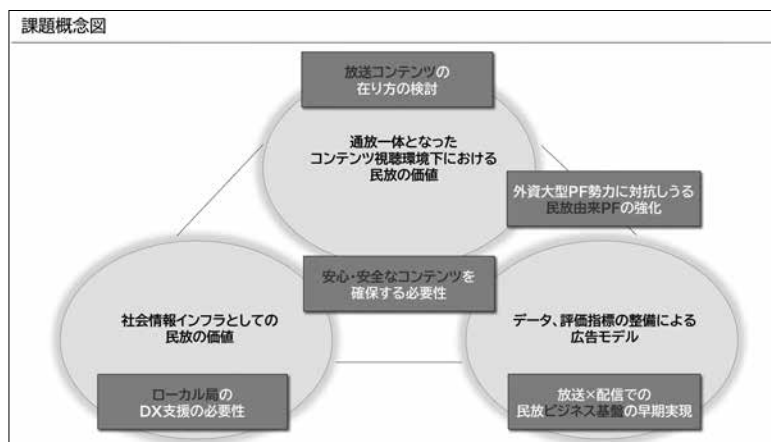 課題概念図
放送コンテンツの
在り方の検討
通放一体となった
コンテンツ視聴環境下における
民放の価値
外資大型PF勢力に対抗しうる
民放由来PFの強化
安心・安全なコンテンツを
確保する必要性
社会情報インフラとしての
民放の価値
データ、評価指標の整備による
広告モデル
ローカル局の
DX支援の必要性
放送×配信での
民放ビジネス基盤の早期実現